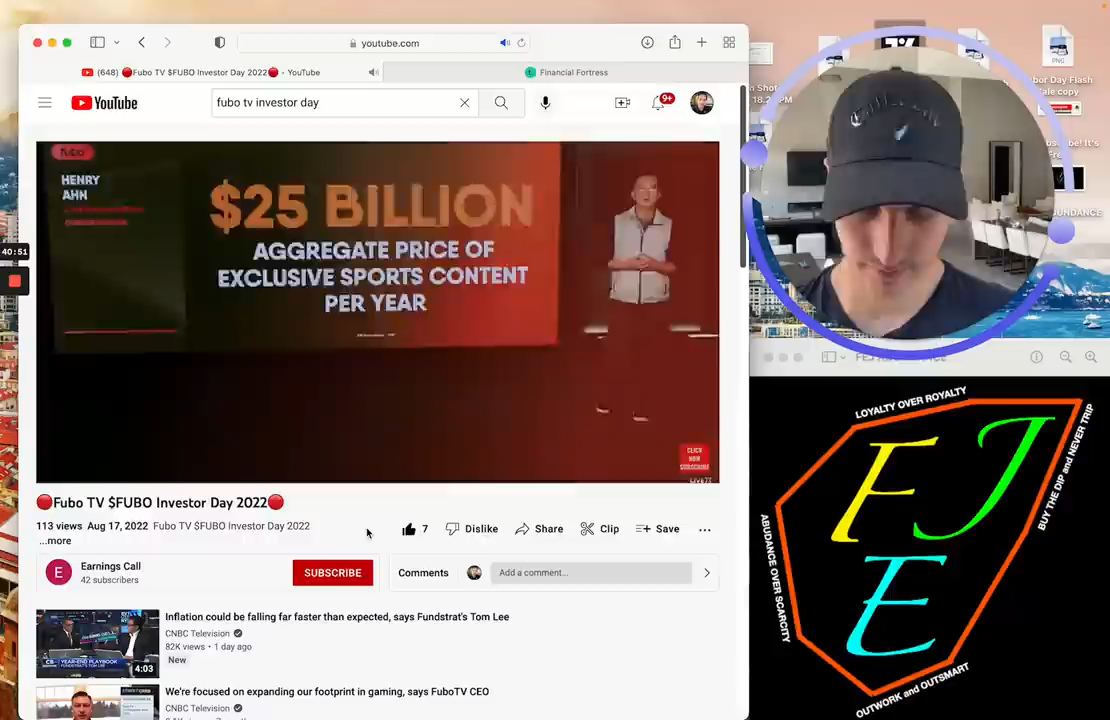 youtube.com
(648) 🔴Fubo TV $FUBO Investor Day 2022🔴 - YouTube
Financial Fortress
YouTube
fubo tv investor day
9+
fubo
HENRY
AHN
$25 BILLION
AGGREGATE PRICE OF
EXCLUSIVE SPORTS CONTENT
PER YEAR
CLICK
NOW
SUBSCRIBE
40:51
🔴Fubo TV $FUBO Investor Day 2022🔴
113 views Aug 17, 2022 Fubo TV $FUBO Investor Day 2022
...more
7
Dislike
Share
Clip
Save
E
Earnings Call
42 subscribers
SUBSCRIBE
Comments
Add a comment...
Inflation could be falling far faster than expected, says Fundstrat's Tom Lee
CNBC Television
82K views • 1 day ago
New
4:03
We're focused on expanding our footprint in gaming, says FuboTV CEO
CNBC Television
PNG
LOYALTY OVER ROYALTY
BUY THE DIP and NEVER TRIP
ABUDANCE OVER SCARCITY
OUTWORK and OUTSMART
F J
E